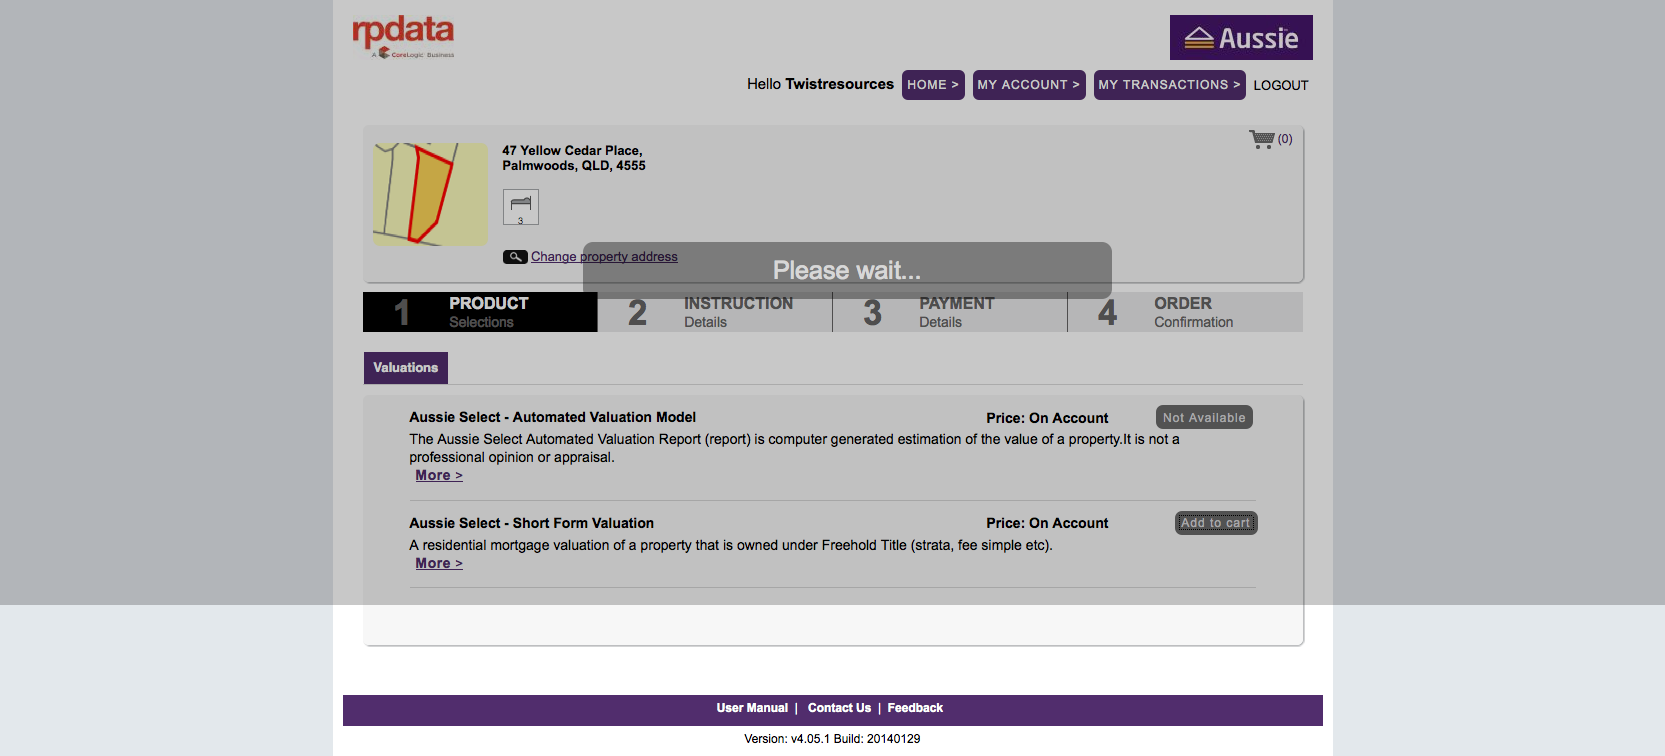 rpdata
A CoreLogic Business
Aussie
Hello Twistresources HOME > MY ACCOUNT > MY TRANSACTIONS > LOGOUT
(0)
47 Yellow Cedar Place,
Palmwoods, QLD, 4555
3
Change property address
Please wait...
1 PRODUCT Selections
2 INSTRUCTION Details
3 PAYMENT Details
4 ORDER Confirmation
Valuations
Aussie Select - Automated Valuation Model Price: On Account Not Available
The Aussie Select Automated Valuation Report (report) is computer generated estimation of the value of a property.It is not a
professional opinion or appraisal.
More >
Aussie Select - Short Form Valuation Price: On Account Add to cart
A residential mortgage valuation of a property that is owned under Freehold Title (strata, fee simple etc).
More >
User Manual | Contact Us | Feedback
Version: v4.05.1 Build: 20140129